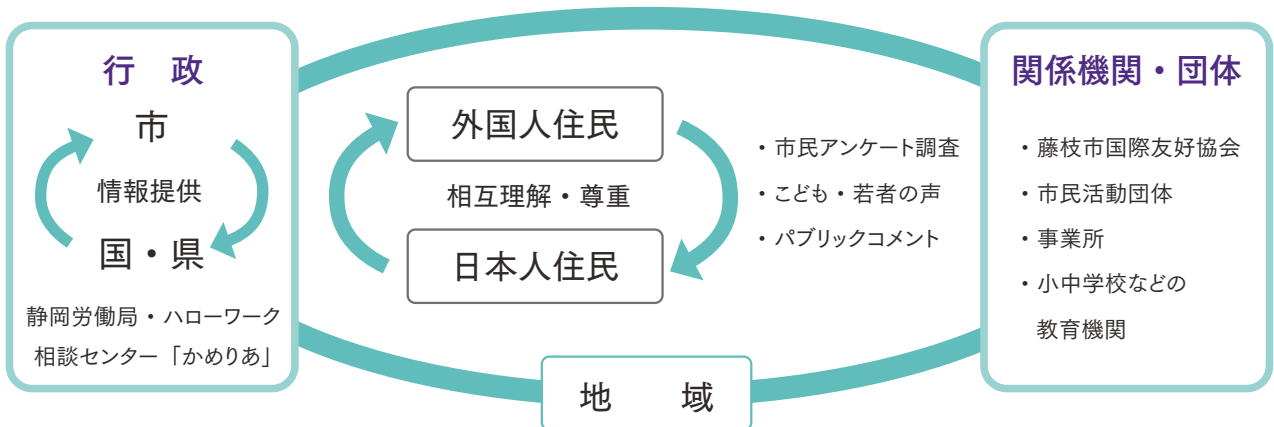 行　政
市
情報提供
国・県
静岡労働局・ハローワーク
相談センター「かめりあ」
外国人住民
相互理解・尊重
日本人住民
・市民アンケート調査
・こども・若者の声
・パブリックコメント
関係機関・団体
・藤枝市国際友好協会
・市民活動団体
・事業所
・小中学校などの
教育機関
地　域